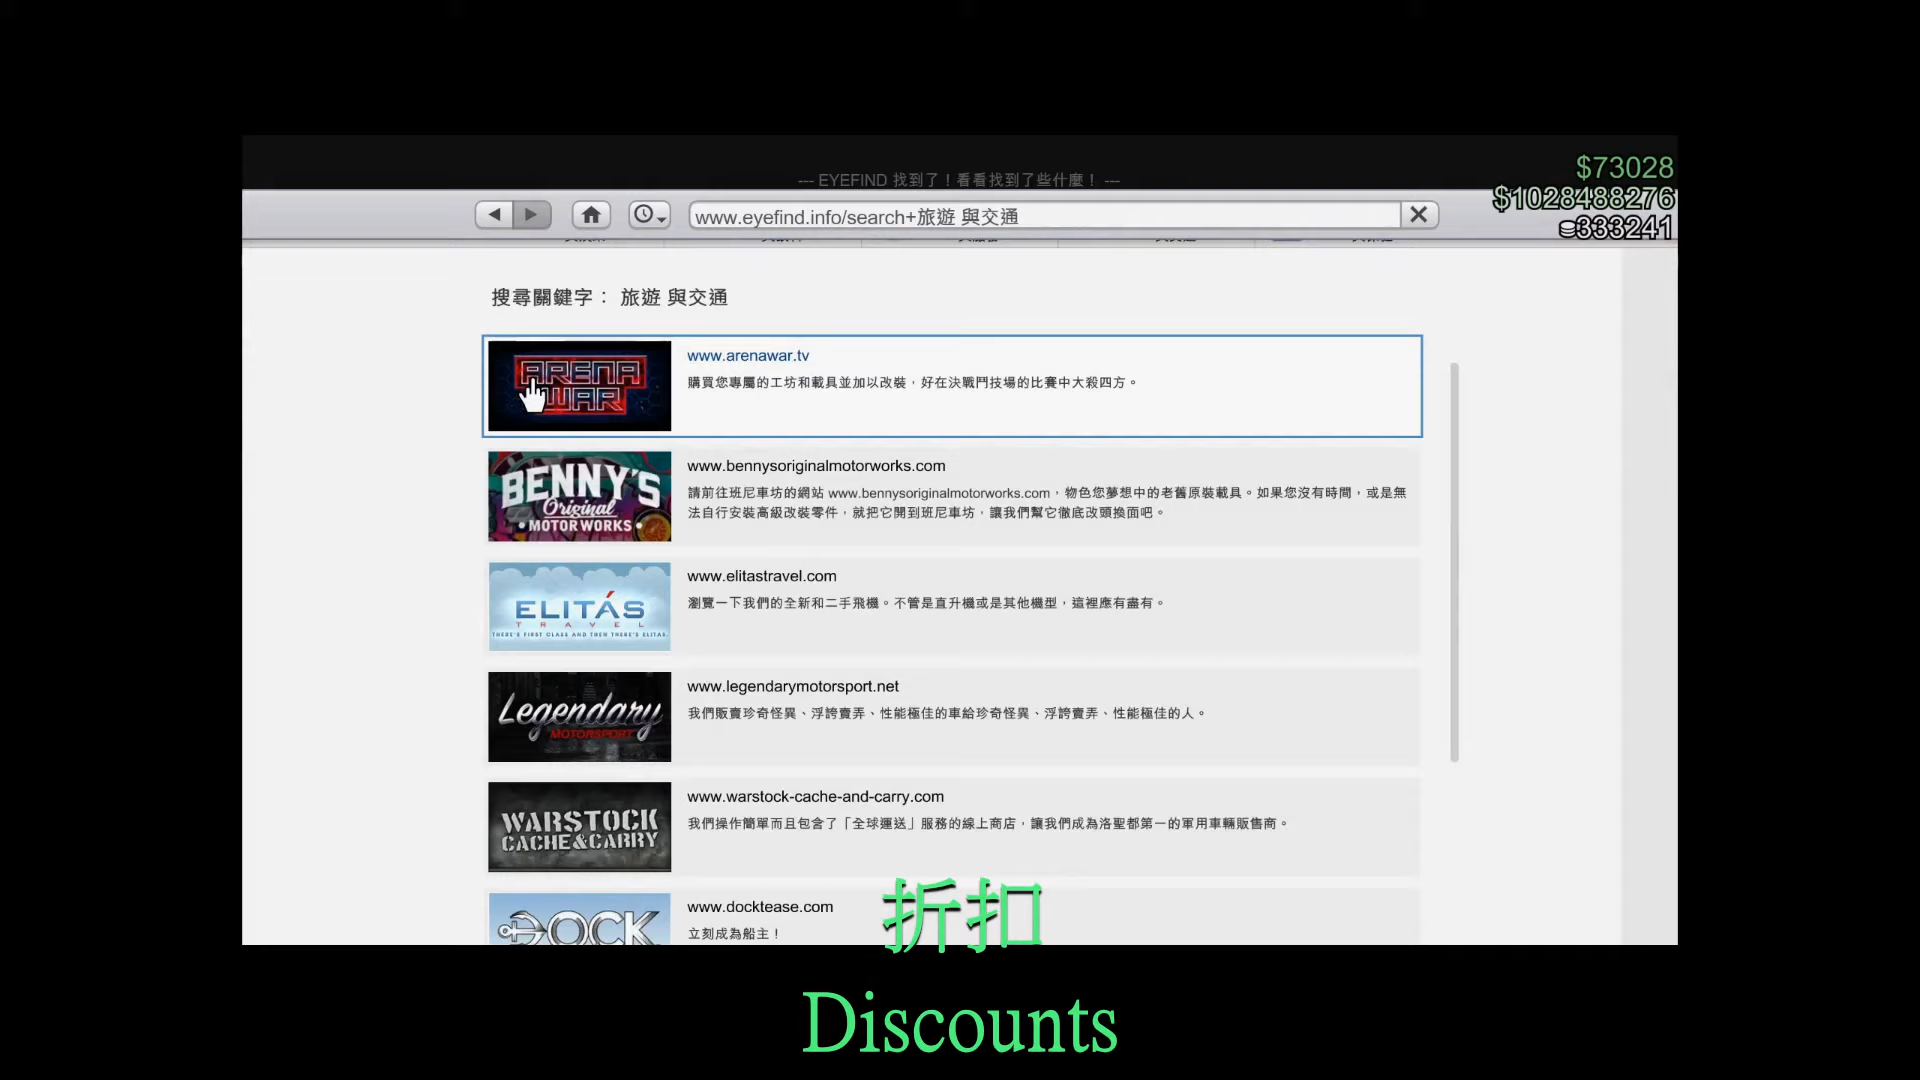 --- EYEFIND 找到了！看看找到了些什麼！ ---
$73028
$1028488276
333241
www.eyefind.info/search+旅遊 與交通
搜尋關鍵字： 旅遊 與交通
ARENA
WAR
www.arenawar.tv
購買您專屬的工坊和載具並加以改裝，好在決戰鬥技場的比賽中大殺四方。
BENNY'S
Original
MOTORWORKS
www.bennysoriginalmotorworks.com
請前往班尼車坊的網站 www.bennysoriginalmotorworks.com，物色您夢想中的老舊原裝載具。如果您沒有時間，或是無
法自行安裝高級改裝零件，就把它開到班尼車坊，讓我們幫它徹底改頭換面吧。
ELITÁS
TRAVEL
THERE'S FIRST CLASS AND THEN THERE'S ELITAS.
www.elitastravel.com
瀏覽一下我們的全新和二手飛機。不管是直升機或是其他機型，這裡應有盡有。
Legendary
MOTORSPORT
www.legendarymotorsport.net
我們販賣珍奇怪異、浮誇賣弄、性能極佳的車給珍奇怪異、浮誇賣弄、性能極佳的人。
WARSTOCK
CACHE&CARRY
www.warstock-cache-and-carry.com
我們操作簡單而且包含了「全球運送」服務的線上商店，讓我們成為洛聖都第一的軍用車輛販售商。
DOCK
www.docktease.com
立刻成為船主！
折扣
Discounts